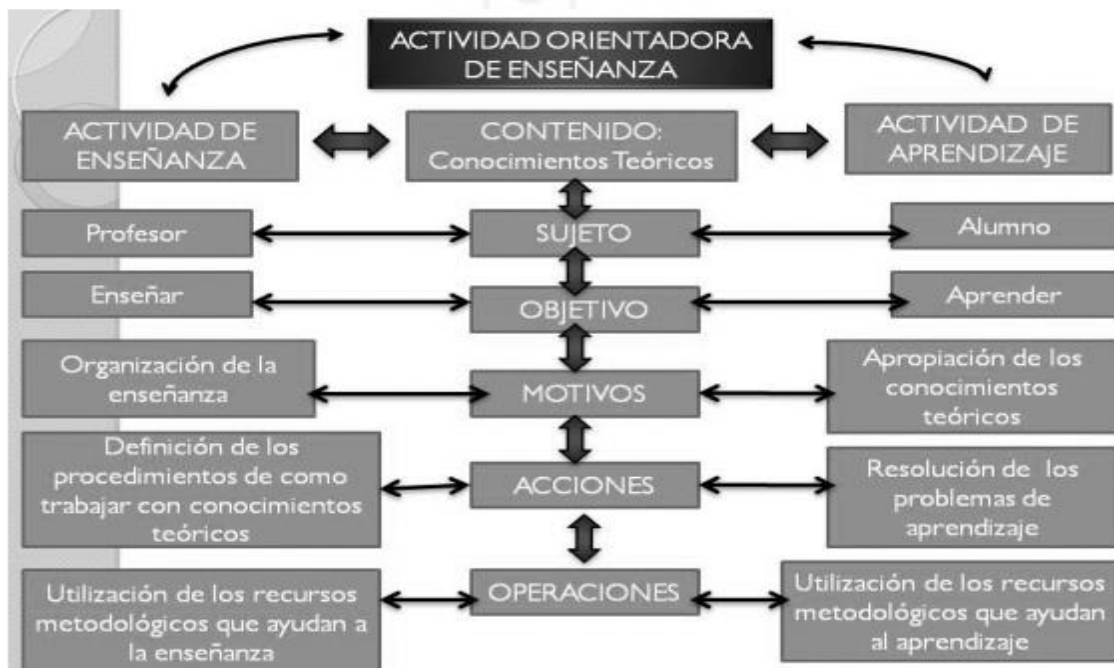 ACTIVIDAD ORIENTADORA
DE ENSEÑANZA
ACTIVIDAD DE
ENSEÑANZA
CONTENIDO:
Conocimientos Teóricos
ACTIVIDAD DE
APRENDIZAJE
Profesor
SUJETO
Alumno
Enseñar
OBJETIVO
Aprender
Organización de la
enseñanza
MOTIVOS
Apropiación de los
conocimientos
teóricos
Definición de los
procedimientos de como
trabajar con conocimientos
teóricos
ACCIONES
Resolución de los
problemas de
aprendizaje
Utilización de los recursos
metodológicos que ayudan a
la enseñanza
OPERACIONES
Utilización de los recursos
metodológicos que ayudan
al aprendizaje